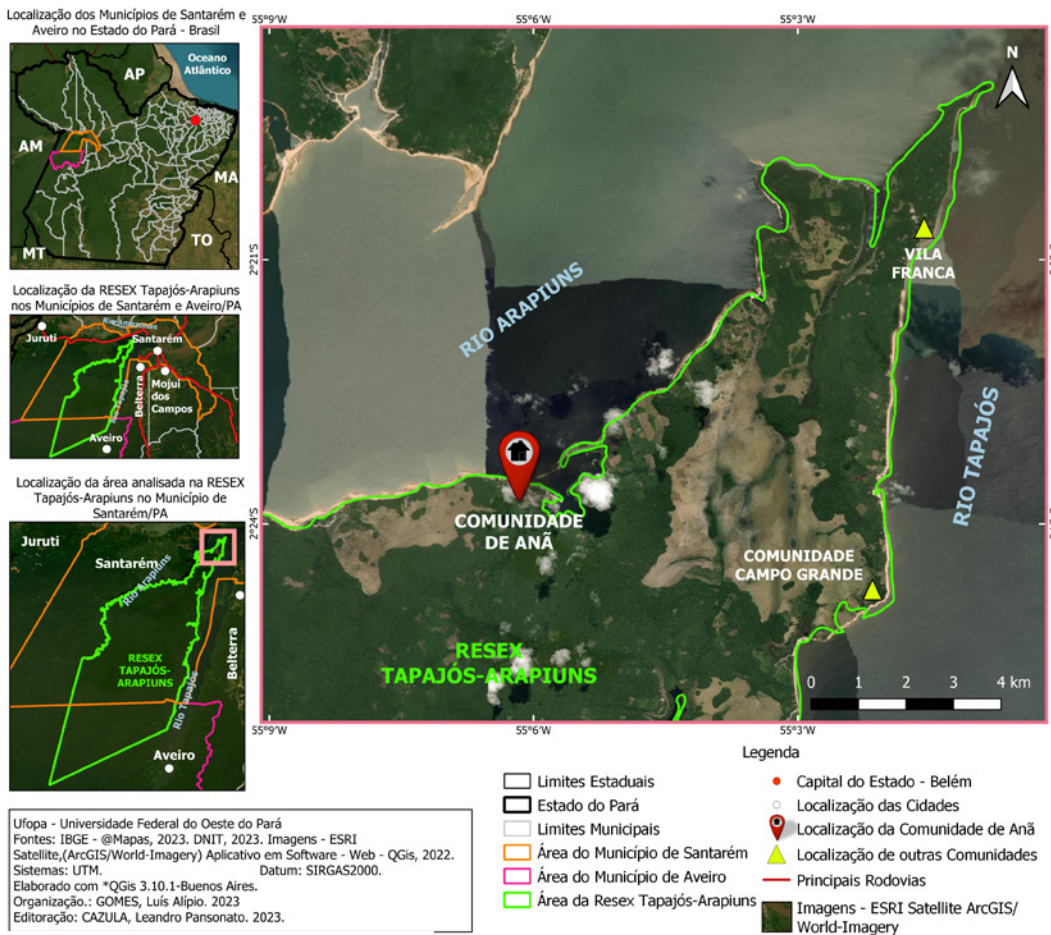 Localização dos Municípios de Santarém e
Aveiro no Estado do Pará - Brasil
AP
Oceano
Atlântico
AM
MA
MT
TO
Localização da RESEX Tapajós-Arapiuns
nos Municípios de Santarém e Aveiro/PA
Rio Amazonas
Juruti
Santarém
Belterra
Mojuí
dos
Campos
Rio Tapajós
Aveiro
Localização da área analisada na RESEX
Tapajós-Arapiuns no Município de
Santarém/PA
Juruti
Santarém
Rio Arapiuns
RESEX
TAPAJÓS-
ARAPIUNS
Rio Tapajós
Belterra
Aveiro
55°9'W
55°6'W
55°3'W
N
2°21'S
2°24'S
RIO ARAPIUNS
VILA
FRANCA
RIO TAPAJÓS
COMUNIDADE
DE ANÃ
COMUNIDADE
CAMPO GRANDE
RESEX
TAPAJÓS-ARAPIUNS
0 1 2 3 4 km
55°9'W
55°6'W
55°3'W
Legenda
Limites Estaduais
Estado do Pará
Limites Municipais
Área do Município de Santarém
Área do Município de Aveiro
Área da Resex Tapajós-Arapiuns
Capital do Estado - Belém
Localização das Cidades
Localização da Comunidade de Anã
Localização de outras Comunidades
Principais Rodovias
Imagens - ESRI Satellite ArcGIS/
World-Imagery
Ufopa - Universidade Federal do Oeste do Pará
Fontes: IBGE - @Mapas, 2023. DNIT, 2023. Imagens - ESRI
Satellite,(ArcGIS/World-Imagery) Aplicativo em Software - Web - QGis, 2022.
Sistemas: UTM. Datum: SIRGAS2000.
Elaborado com *QGis 3.10.1-Buenos Aires.
Organização.: GOMES, Luís Alípio. 2023
Editoração: CAZULA, Leandro Pansonato. 2023.